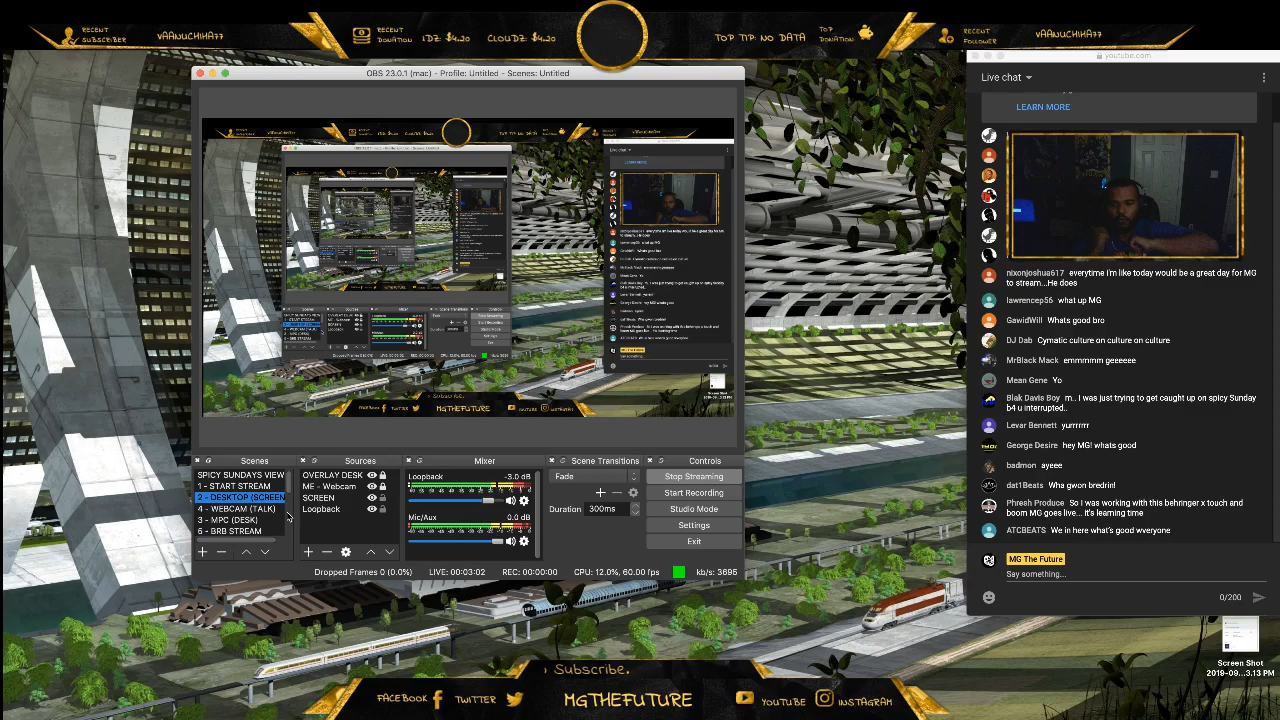 RECENT
SUBSCRIBER
vAANUCHIHA77
RECENT
DONATION
IDZ: $4.20
CLOUDZ: $4.20
TOP TIP: NO DATA
TOP
DONATION
RECENT
FOLLOWER
vAANUCHIHA77
OBS 23.0.1 (mac) - Profile: Untitled - Scenes: Untitled
youtube.com
Live chat
LEARN MORE
nixonjoshua617 everytime I'm like today would be a great day for MG
to stream...He does
lawrencep56 what up MG
GawidWill Whats good bro
DJ Dab Cymatic culture on culture on culture
MrBlack Mack emmmmm geeeeee
Mean Gene Yo
Blak Davis Boy m.. I was just trying to get caught up on spicy Sunday
b4 u interrupted..
Levar Bennett yurrrrrr
George Desire hey MG! whats good
badmon ayeee
dat1Beats Wha gwon bredrin!
Phresh Produce So I was working with this behringer x touch and
boom MG goes live... it's learning time
ATCBEATS We in here what's good wveryone
MG The Future
Say something...
0/200
Scenes
SPICY SUNDAYS VIEW
1 - START STREAM
2 - DESKTOP (SCREEN
4 - WEBCAM (TALK)
3 - MPC (DESK)
6 - BRB STREAM
Sources
OVERLAY DESK
ME - Webcam
SCREEN
Loopback
Mixer
Loopback -3.0 dB
Mic/Aux 0.0 dB
Scene Transitions
Fade
Duration 300ms
Controls
Stop Streaming
Start Recording
Studio Mode
Settings
Exit
Dropped Frames 0 (0.0%) LIVE: 00:03:02 REC: 00:00:00 CPU: 12.0%, 60.00 fps kb/s: 3695
Screen Shot
2019-09...3.13 PM
Subscribe.
FACEBOOK
TWITTER
MGTHEFUTURE
YOUTUBE
INSTAGRAM